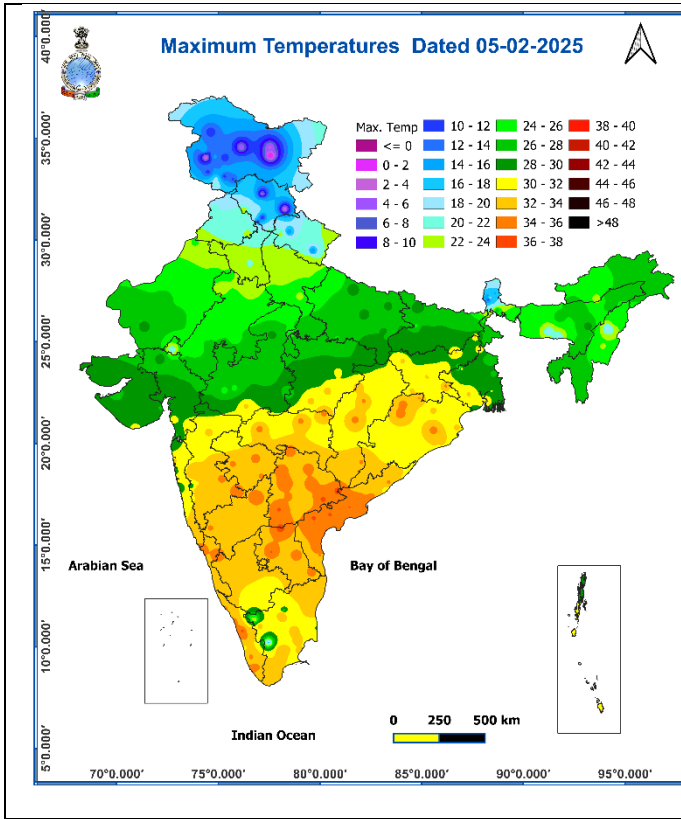 Maximum Temperatures Dated 05-02-2025
Max. Temp
<= 0
0 - 2
2 - 4
4 - 6
6 - 8
8 - 10
10 - 12
12 - 14
14 - 16
16 - 18
18 - 20
20 - 22
22 - 24
24 - 26
26 - 28
28 - 30
30 - 32
32 - 34
34 - 36
36 - 38
38 - 40
40 - 42
42 - 44
44 - 46
46 - 48
>48
40°0.000'
35°0.000'
30°0.000'
25°0.000'
20°0.000'
15°0.000'
10°0.000'
5°0.000'
Arabian Sea
Bay of Bengal
Indian Ocean
0 250 500 km
70°0.000' 75°0.000' 80°0.000' 85°0.000' 90°0.000' 95°0.000'